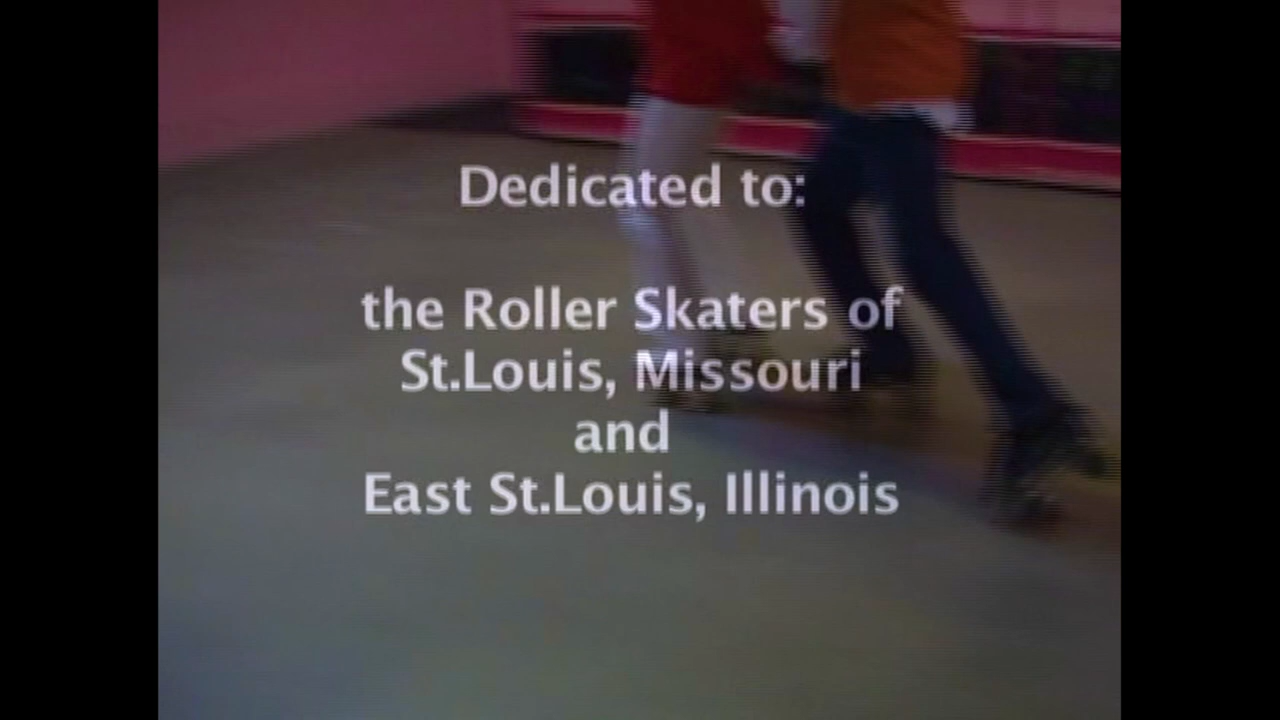 Dedicated to:
the Roller Skaters of
St.Louis, Missouri
and
East St.Louis, Illinois